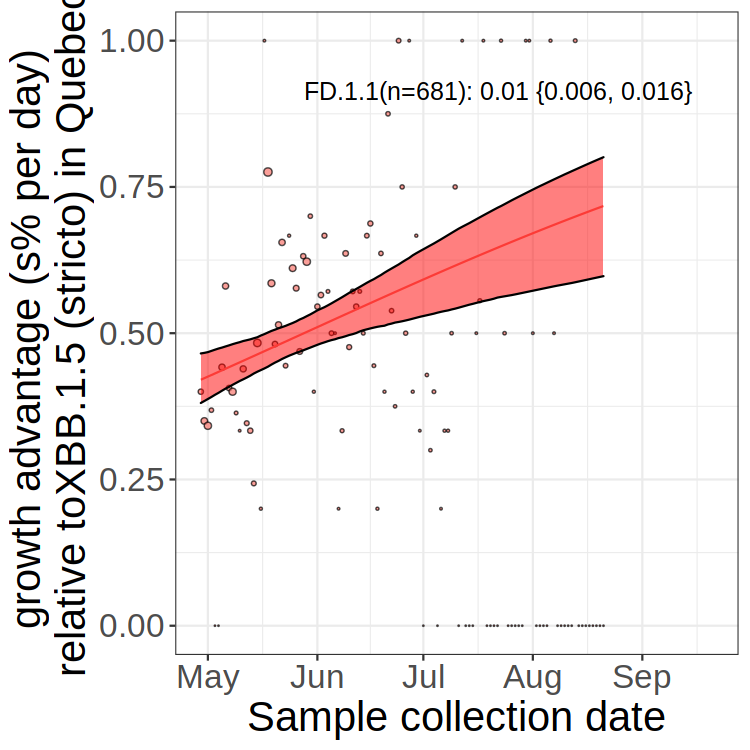 growth advantage (s% per day)
relative toXBB.1.5 (stricto) in Quebec
1.00
0.75
0.50
0.25
0.00
FD.1.1(n=681): 0.01 {0.006, 0.016}
May Jun Jul Aug Sep
Sample collection date